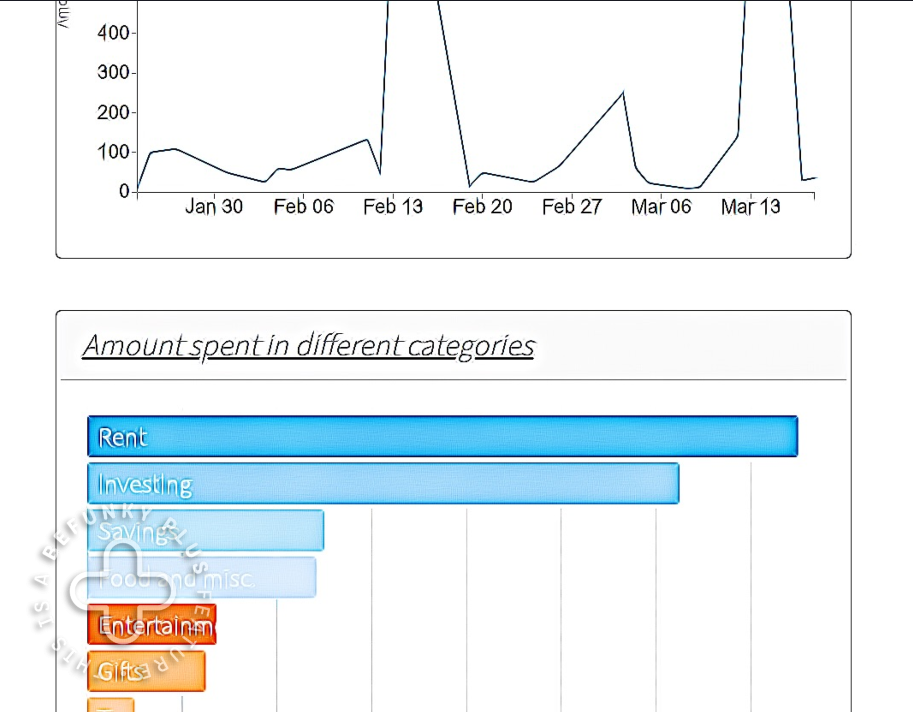 Amo
400
300
200
100
0
Jan 30 Feb 06 Feb 13 Feb 20 Feb 27 Mar 06 Mar 13
Amount spent in different categories
Rent
Investing
Savings
Food and misc.
Entertainm
Gifts
THIS IS A BEFUNKY PLUS FEATURE